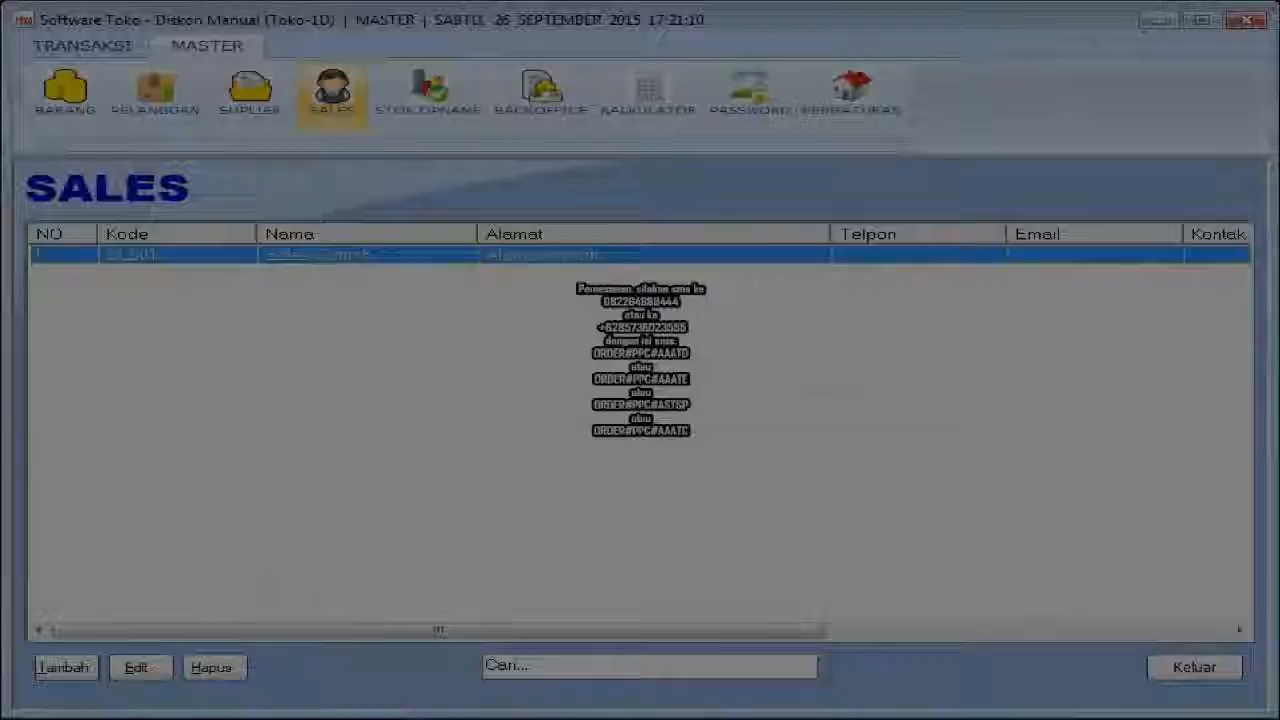 Software Toko - Diskon Manual (Toko-1D) | MASTER | SABTU, 26 SEPTEMBER 2015 17:21:10
TRANSAKSI MASTER
BARANG PELANGGAN SUPLIER SALES STOK OPNAME BACKOFFICE KALKULATOR PASSWORD PERBATUKAN
SALES
NO Kode Nama Alamat Telpon Email Kontak
1
Pemesanan, silakan sms ke
082264880444
atau ke
+6285736023555
dengan isi sms:
ORDER#PPC#AAATD
atau
ORDER#PPC#AAATE
atau
ORDER#PPC#ASTSP
atau
ORDER#PPC#AAATC
Tambah Edit Hapus Cari... Keluar